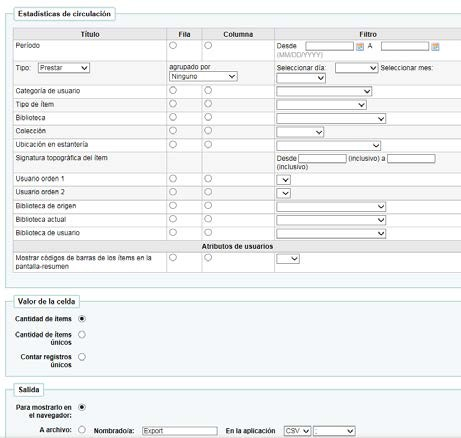 Estadísticas de circulación
Título Fila Columna Filtro
Período Desde A
(MM/DD/YYYY)
Tipo: Prestar agrupado por Ninguno Seleccionar día: Seleccionar mes:
Categoría de usuario
Tipo de ítem
Biblioteca
Colección
Ubicación en estantería
Signatura topográfica del ítem Desde (inclusive) a
(inclusive)
Usuario orden 1
Usuario orden 2
Biblioteca de origen
Biblioteca actual
Biblioteca de usuario
Atributos de usuarios
Mostrar códigos de barras de los ítems en la
pantalla-resumen
Valor de la celda
Cantidad de ítems
Cantidad de ítems
únicos
Contar registros
únicos
Salida
Para mostrarlo en
el navegador:
A archivo: Nombrado/a: Export En la aplicación CSV ;